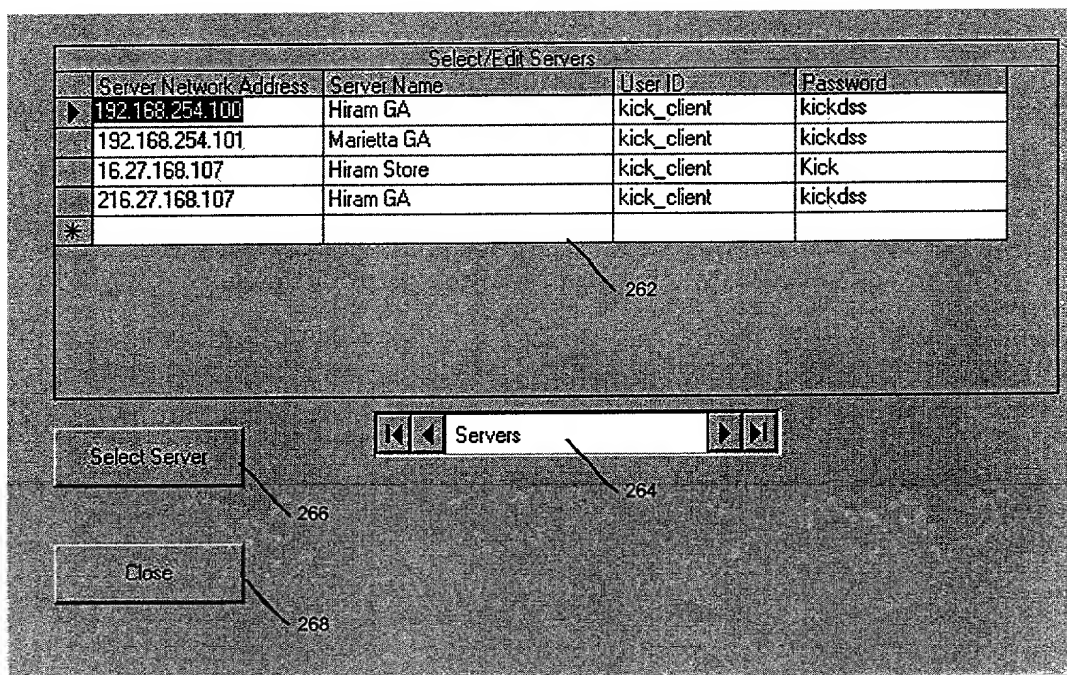 Select/Edit Servers
Server Network Address Server Name User ID Password
192.168.254.100 Hiram GA kick_client kickdss
192.168.254.101 Marietta GA kick_client kickdss
16.27.168.107 Hiram Store kick_client Kick
216.27.168.107 Hiram GA kick_client kickdss
*
262
Servers
Select Server
264
266
Close
268